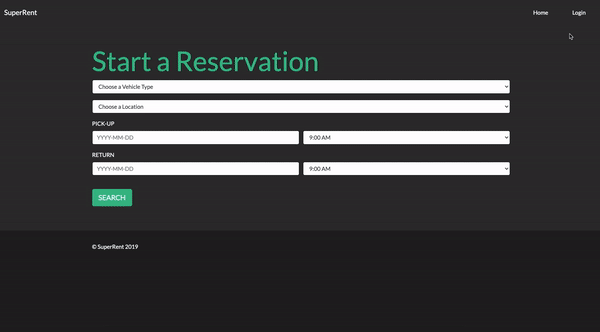 SuperRent Home Login
Start a Reservation
Choose a Vehicle Type
Choose a Location
PICK-UP
YYYY-MM-DD 9:00 AM
RETURN
YYYY-MM-DD 9:00 AM
SEARCH
© SuperRent 2019